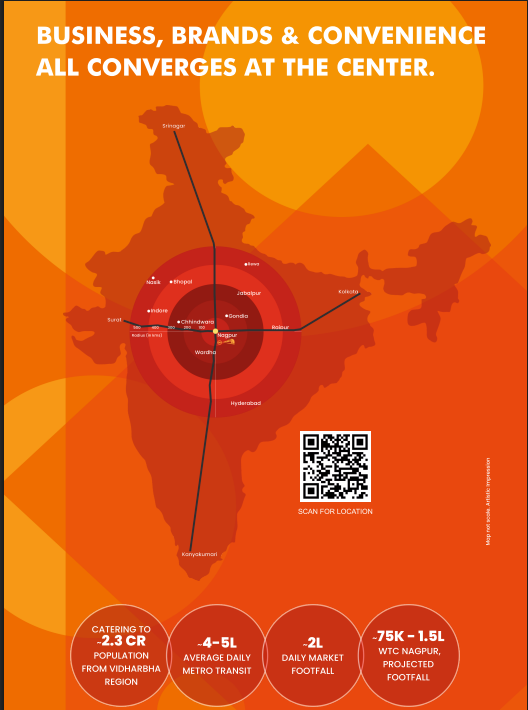 BUSINESS, BRANDS & CONVENIENCE
ALL CONVERGES AT THE CENTER.
Srinagar
Rewa
Nasik
Bhopal
Jabalpur
Kolkata
Indore
Gondia
Surat
Chhindwara
500 400 300 200 100
Raipur
Radius (in kms)
Nagpur
Wardha
Hyderabad
SCAN FOR LOCATION
Map not scale. Artistic Impression
Kanyakumari
CATERING TO
~2.3 CR
POPULATION
FROM VIDHARBHA
REGION
~4-5L
AVERAGE DAILY
METRO TRANSIT
~2L
DAILY MARKET
FOOTFALL
~75K - 1.5L
WTC NAGPUR,
PROJECTED
FOOTFALL